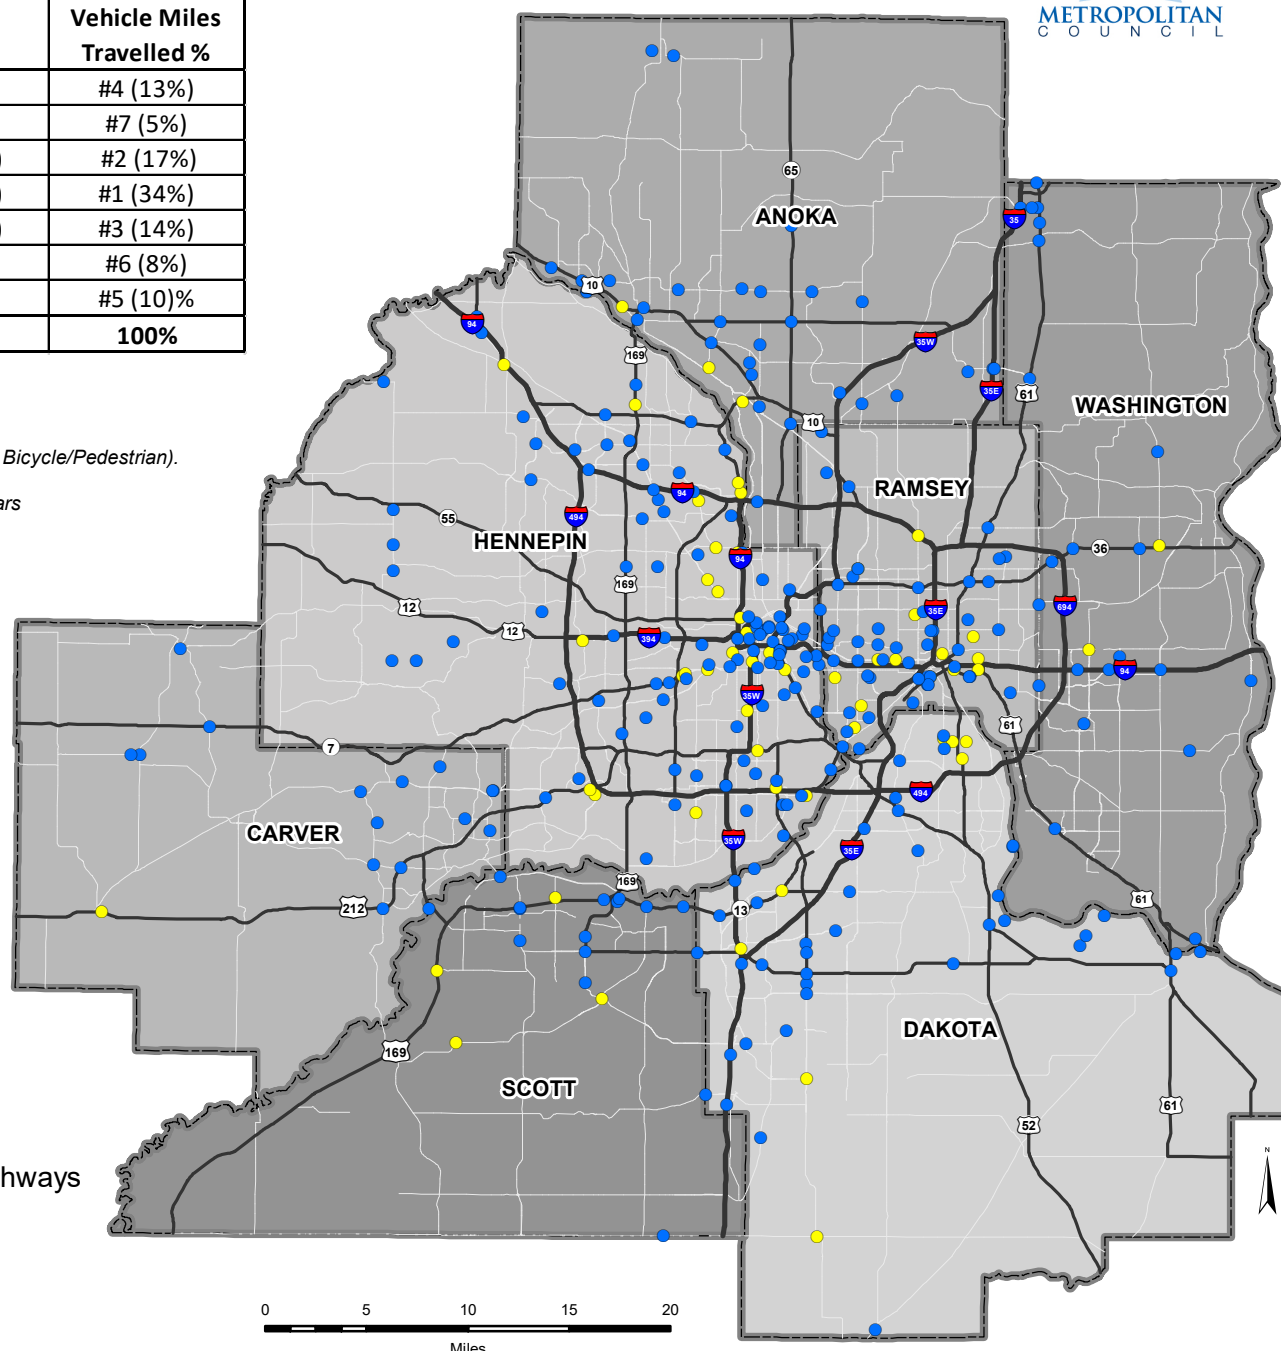 Vehicle Miles
Travelled %
#4 (13%)
#7 (5%)
) #2 (17%)
) #1 (34%)
) #3 (14%)
#6 (8%)
#5 (10)%
100%
METROPOLITAN
COUNCIL
Bicycle/Pedestrian).
ars
65
ANOKA
35
10
94
35W
169
35E
61
WASHINGTON
10
RAMSEY
94
55
494
HENNEPIN
94
36
169
12
35E
694
12
394
94
35W
61
7
494
CARVER
35W
35E
169
212
13
61
DAKOTA
169
SCOTT
52
61
hways
N
0 5 10 15 20
Miles